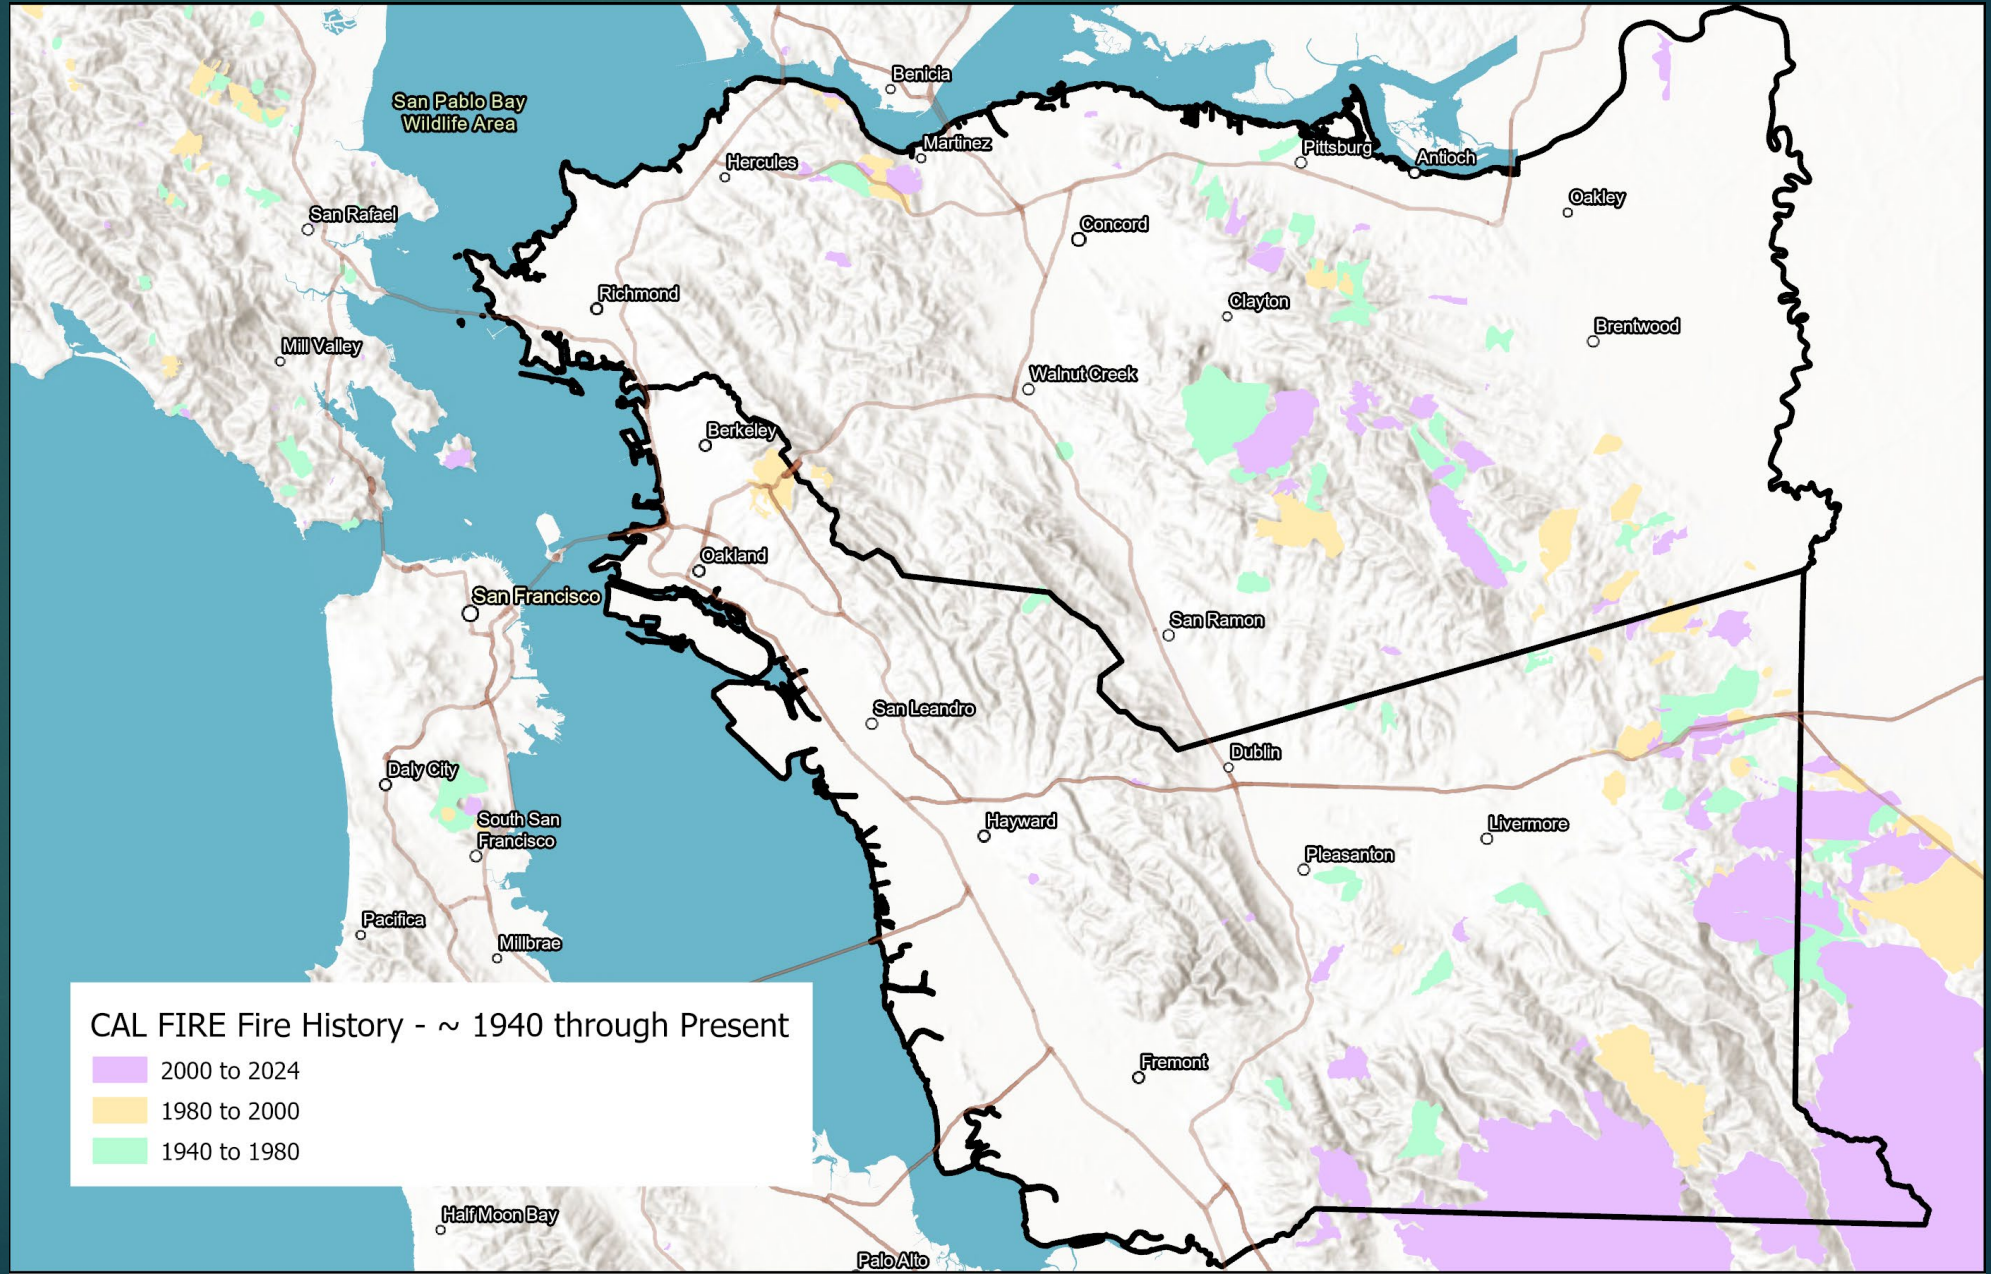 Benicia
San Pablo Bay
Wildlife Area
Martinez
Hercules
Pittsburg
Antioch
Oakley
San Rafael
Concord
Richmond
Clayton
Brentwood
Mill Valley
Walnut Creek
Berkeley
Oakland
San Francisco
San Ramon
San Leandro
Dublin
Daly City
South San
Francisco
Hayward
Livermore
Pleasanton
Pacifica
Millbrae
CAL FIRE Fire History - ~ 1940 through Present
2000 to 2024
1980 to 2000
1940 to 1980
Fremont
Half Moon Bay
Palo Alto